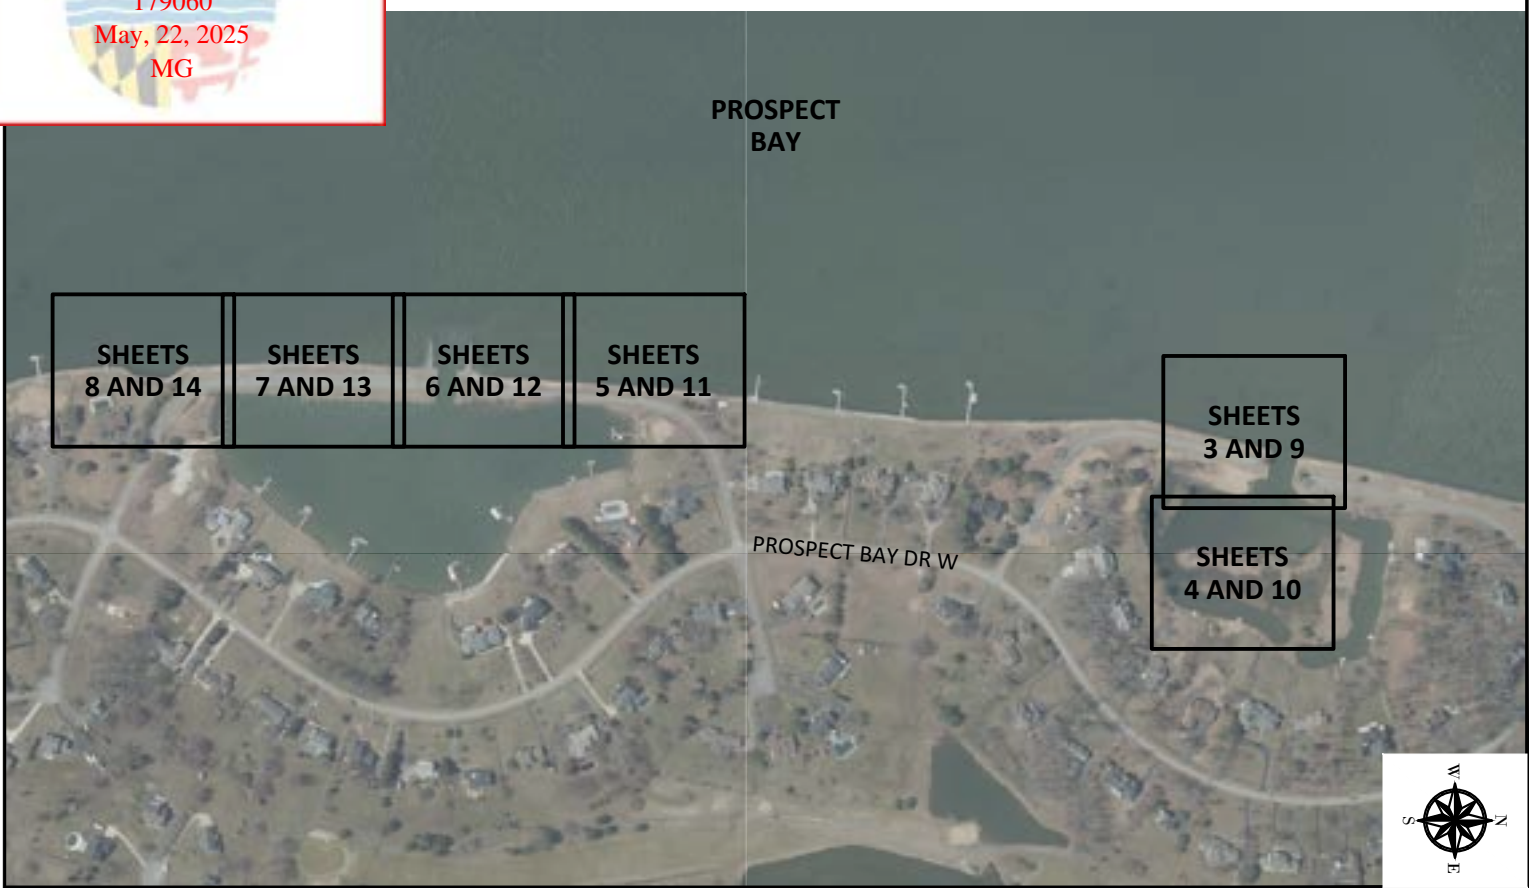 179060
May, 22, 2025
MG
PROSPECT
BAY
SHEETS
8 AND 14
SHEETS
7 AND 13
SHEETS
6 AND 12
SHEETS
5 AND 11
SHEETS
3 AND 9
SHEETS
4 AND 10
PROSPECT BAY DR W
W
S
N
E